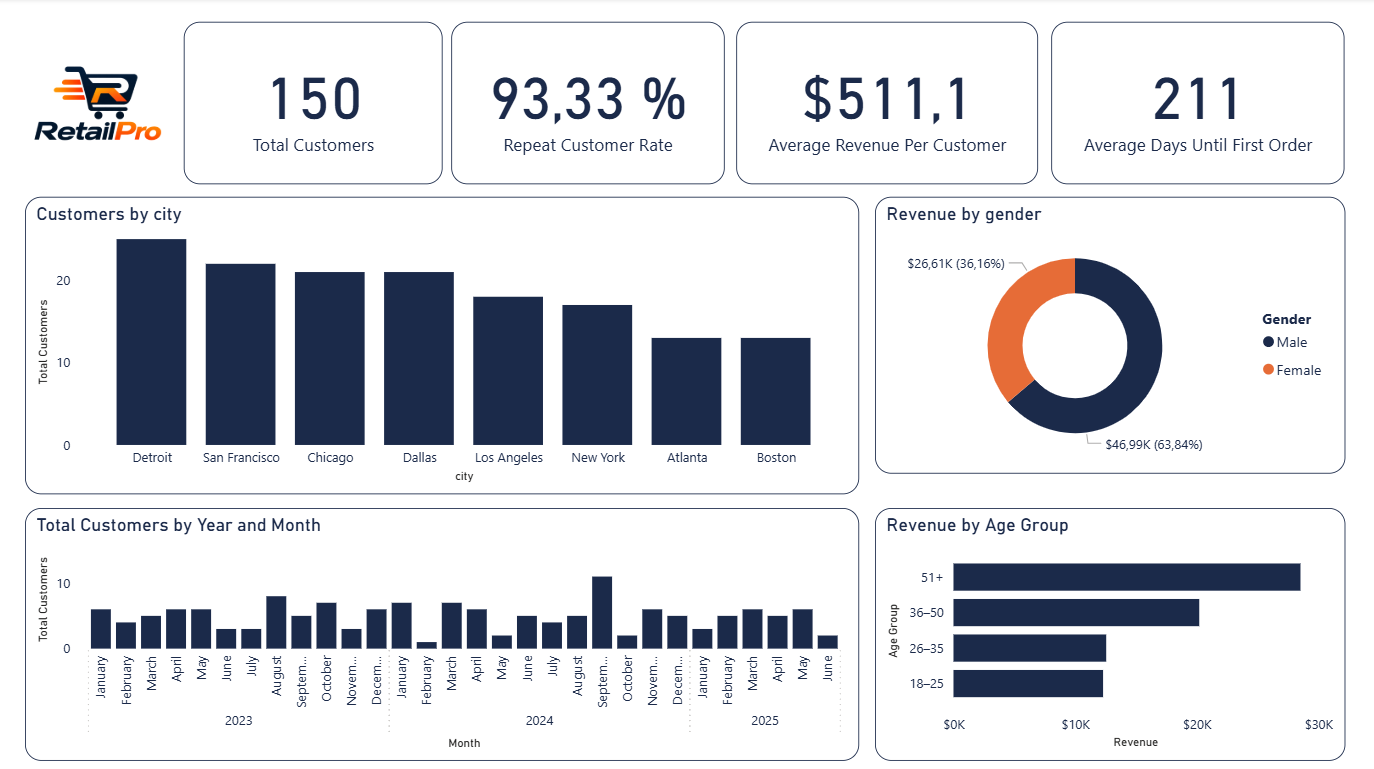 RetailPro
150
Total Customers
93,33 %
Repeat Customer Rate
$511,1
Average Revenue Per Customer
211
Average Days Until First Order
Customers by city
Total Customers
20
10
0
Detroit San Francisco Chicago Dallas Los Angeles New York Atlanta Boston
city
Revenue by gender
$26,61K (36,16%)
$46,99K (63,84%)
Gender
Male
Female
Total Customers by Year and Month
Total Customers
10
0
January February March April May June July August Septem... October Novem... Decem... January February March April May June July August Septem... October Novem... Decem... January February March April May June
2023 2024 2025
Month
Revenue by Age Group
Age Group
51+
36–50
26–35
18–25
$0K $10K $20K $30K
Revenue